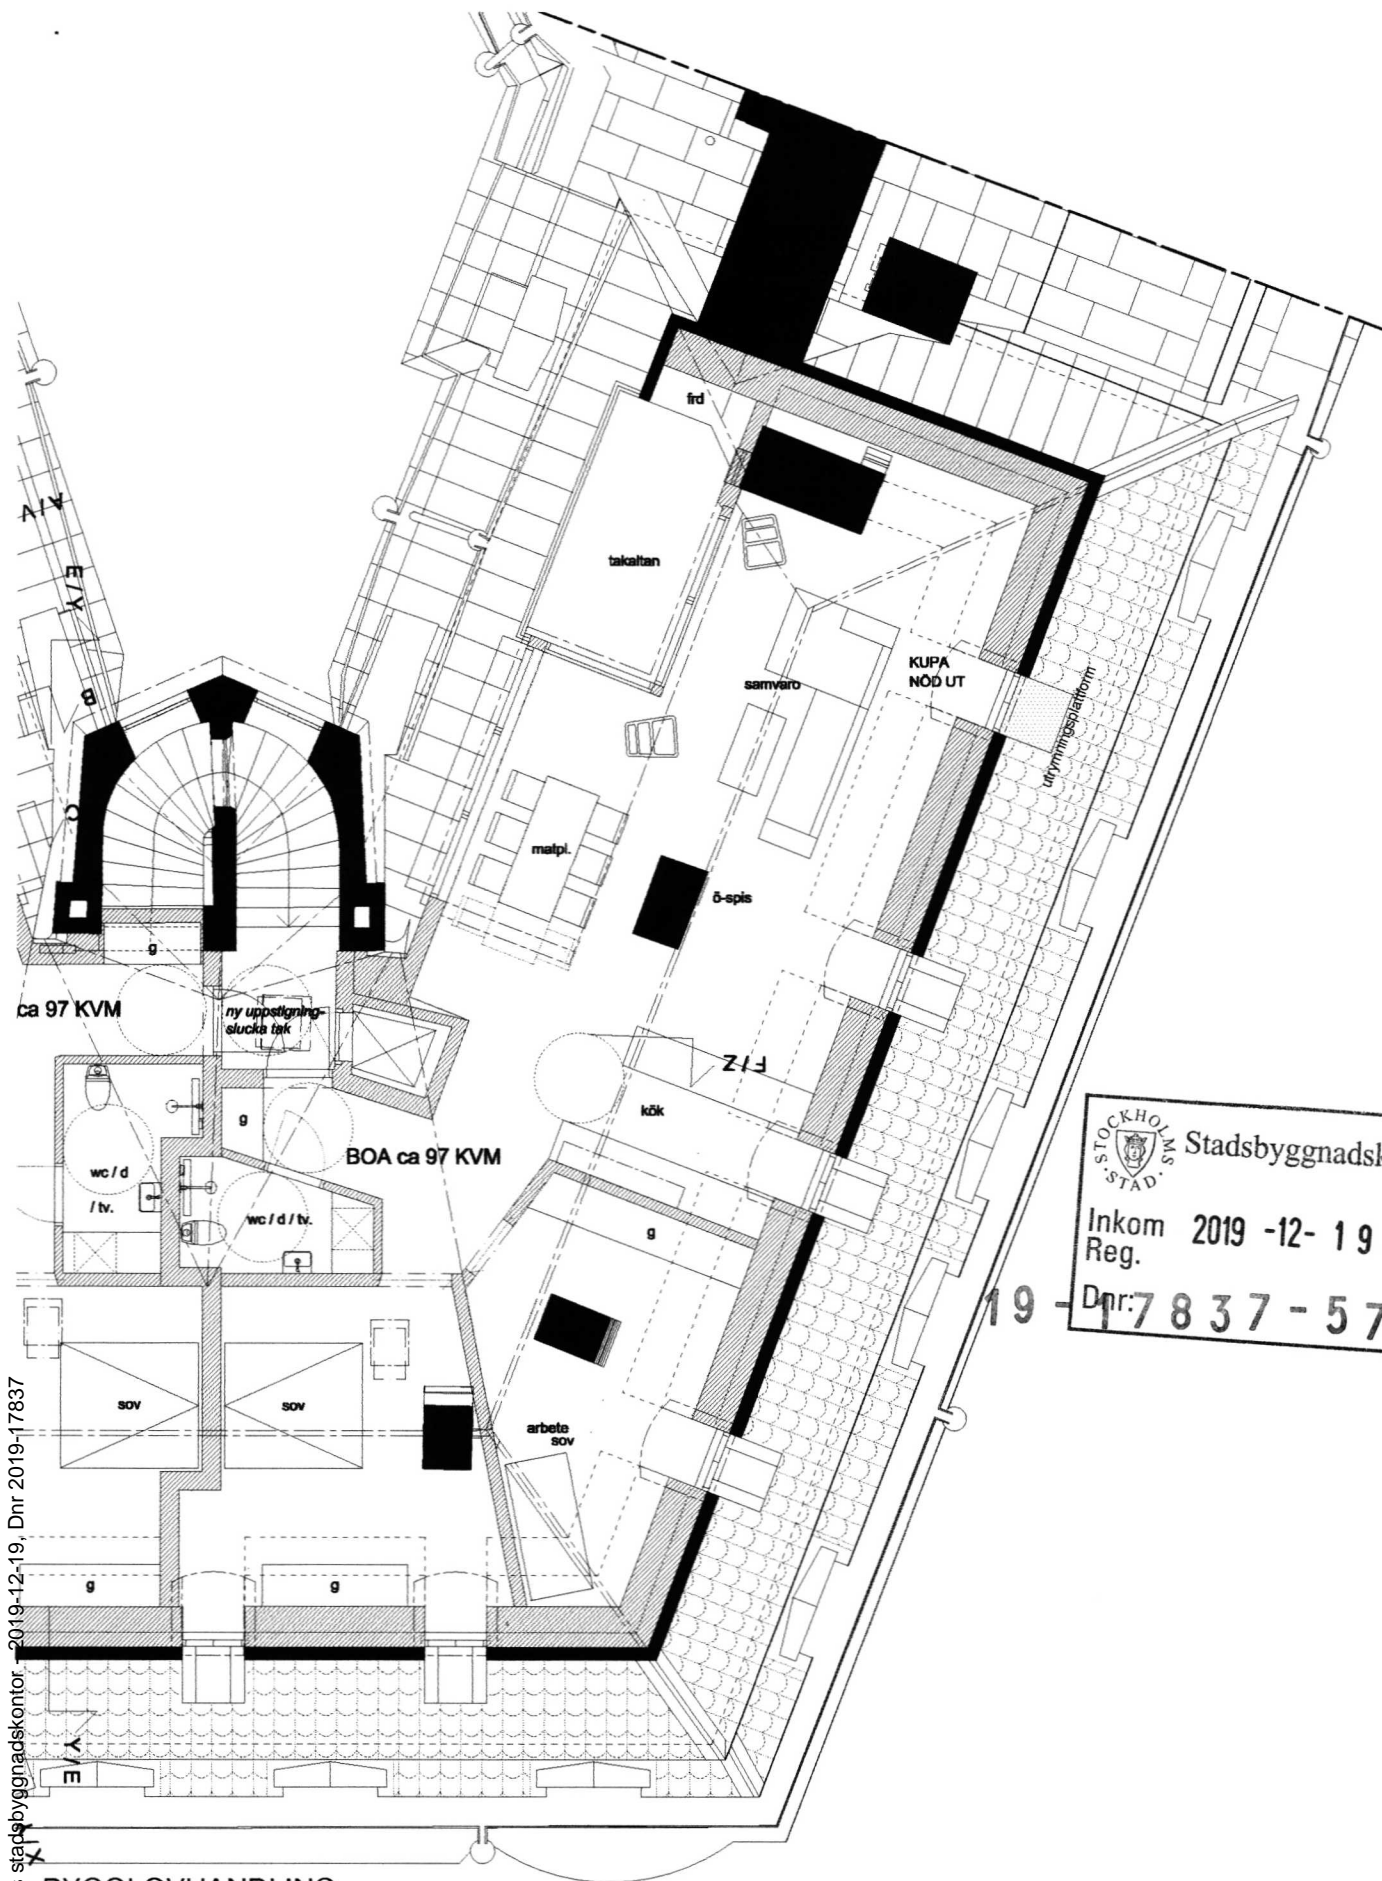 frd
takaltan
A/V
E/Y
B
C
samvaro
KUPA
NÖD UT
utrymningsplattform
matpl.
ö-spis
g
ca 97 KVM
ny uppstigning-
slucka tak
F/Z
kök
g
BOA ca 97 KVM
wc / d
/ tv.
wc / d / tv.
g
STOCKHOLMS
STAD
Stadsbyggnadsk
Inkom
Reg.
2019 -12- 19
Dnr:
19 - 17837-57
sov
sov
arbete
sov
g
g
Y/E
stadsbyggnadskontor - 2019-12-19, Dnr 2019-17837